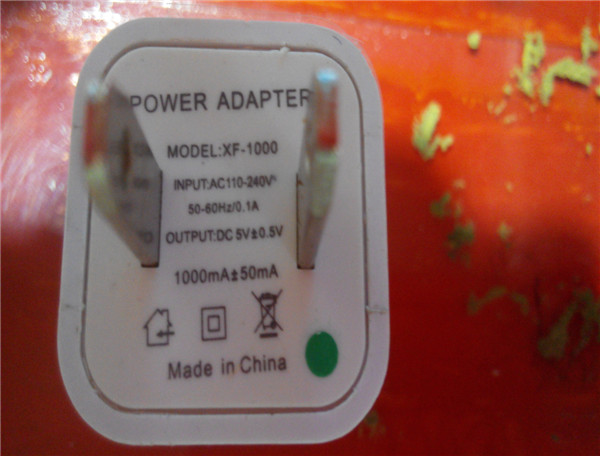 POWER ADAPTER
MODEL:XF-1000
INPUT:AC110-240V
50-60Hz/0.1A
OUTPUT:DC 5V±0.5V
1000mA±50mA
Made in China